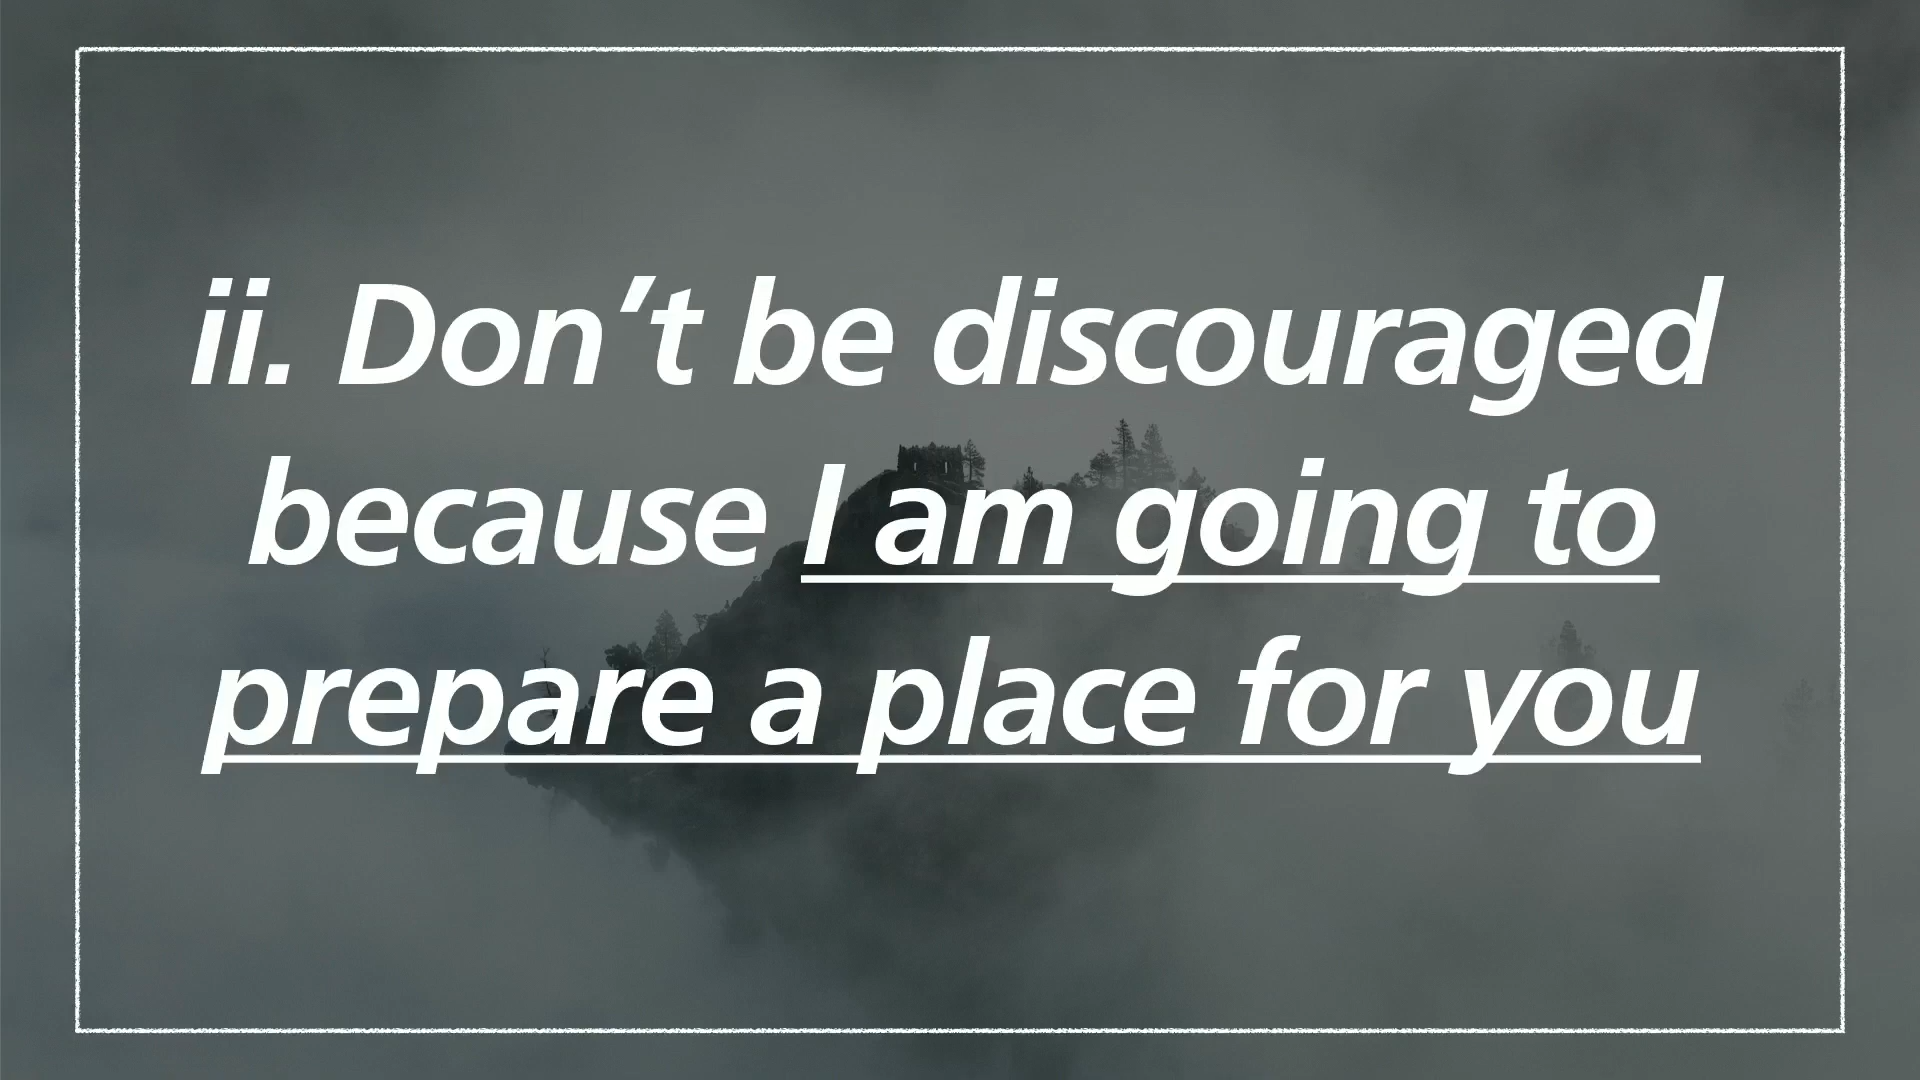 ii. Don’t be discouraged
because I am going to
prepare a place for you